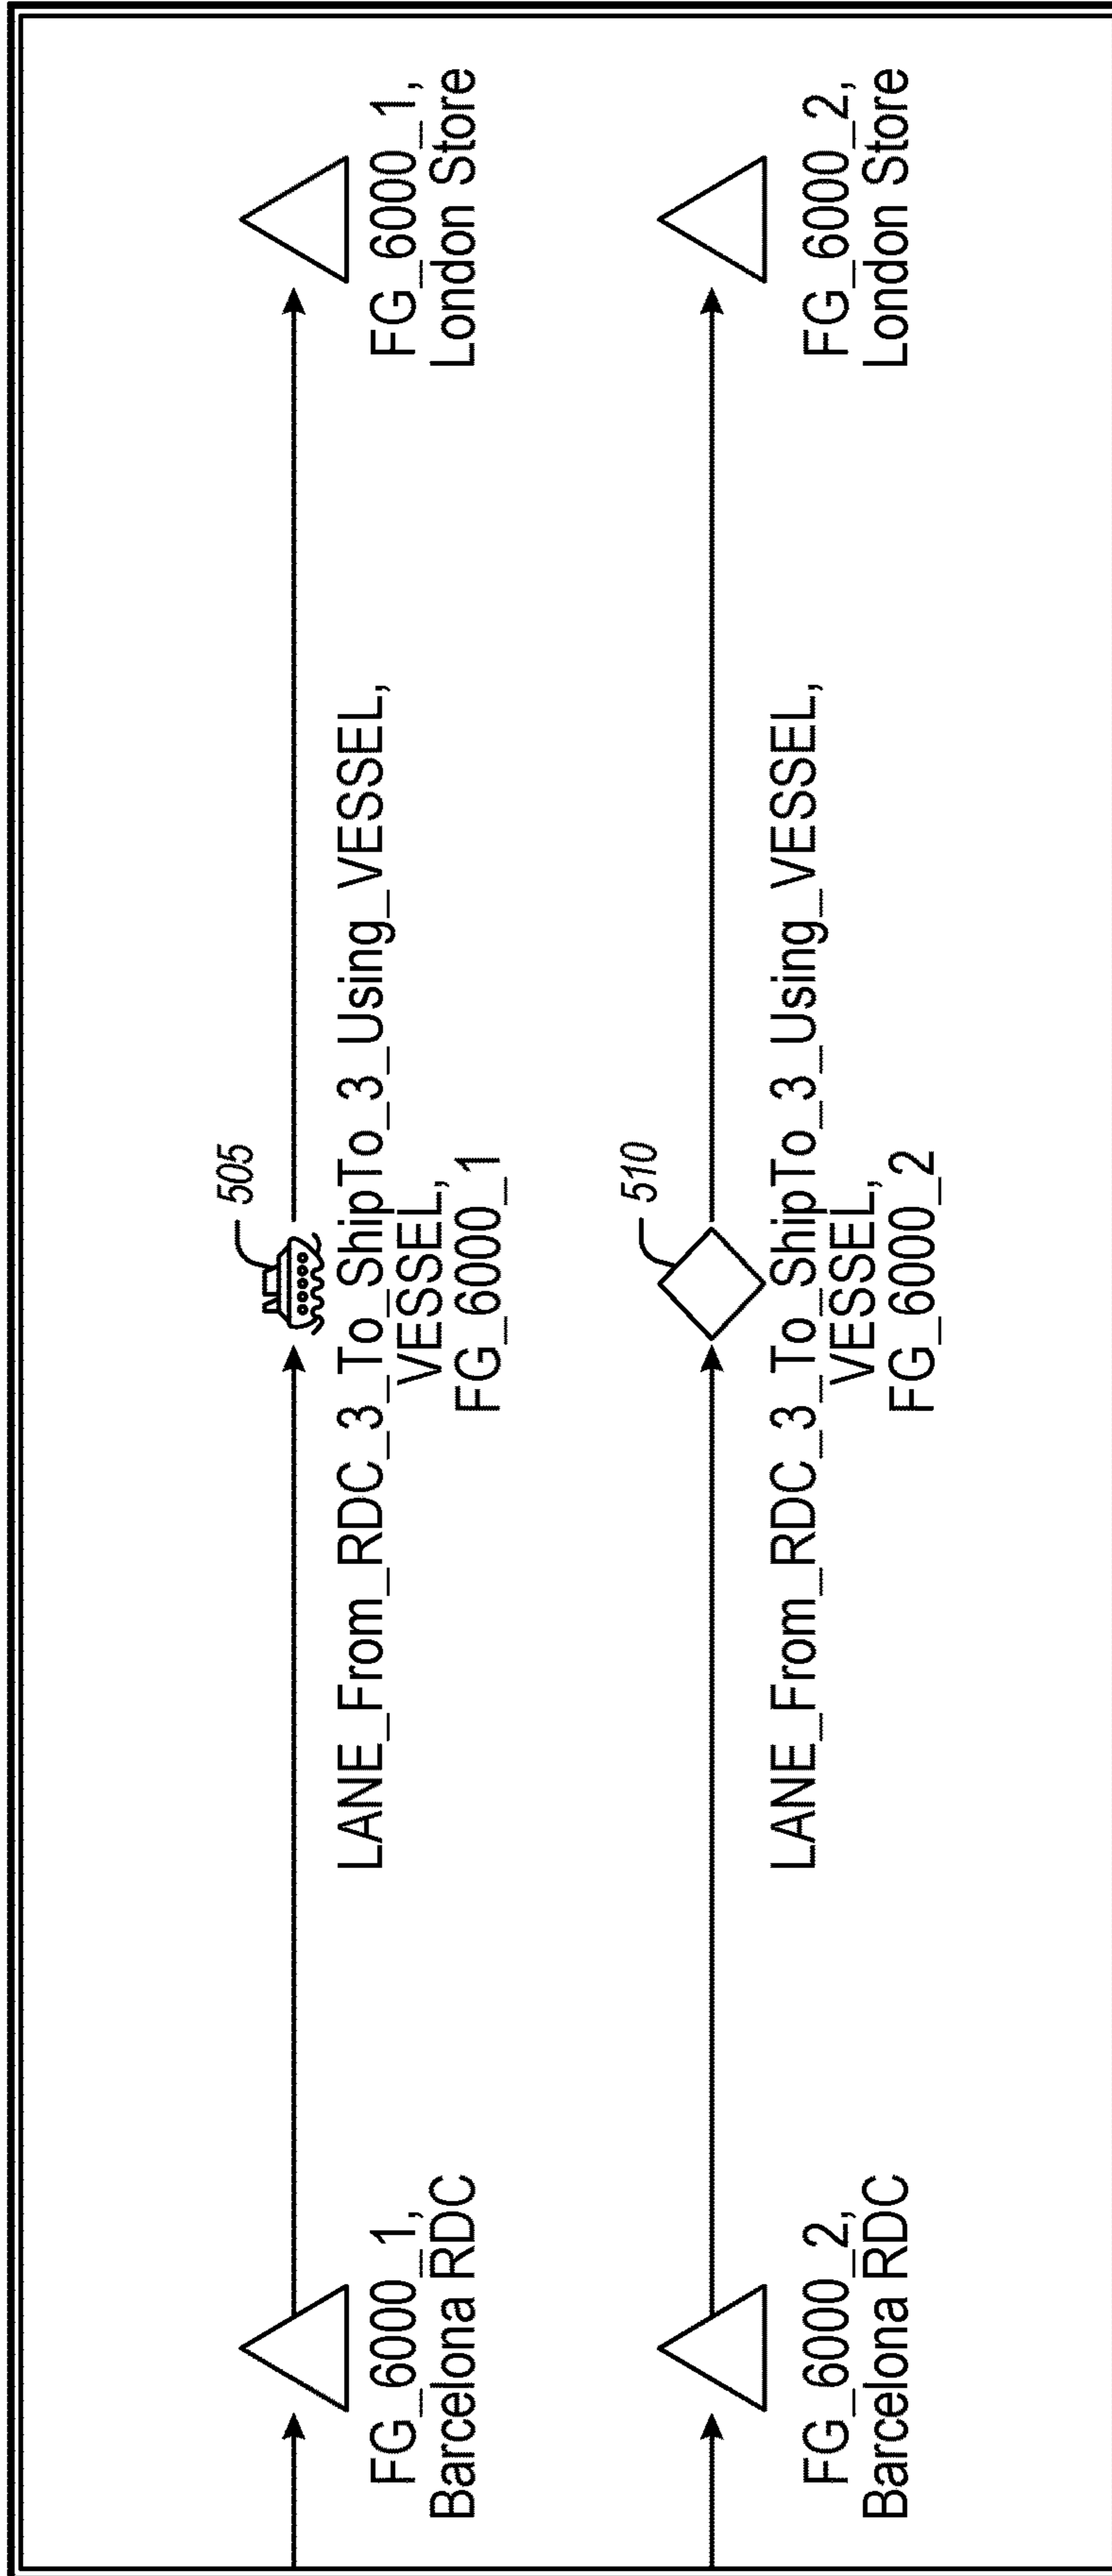 505
FG_6000_1,
Barcelona RDC
LANE_From_RDC_3_To_ShipTo_3_Using_VESSEL,
VESSEL,
FG_6000_1
FG_6000_1,
London Store
510
FG_6000_2,
Barcelona RDC
LANE_From_RDC_3_To_ShipTo_3_Using_VESSEL,
VESSEL,
FG_6000_2
FG_6000_2,
London Store